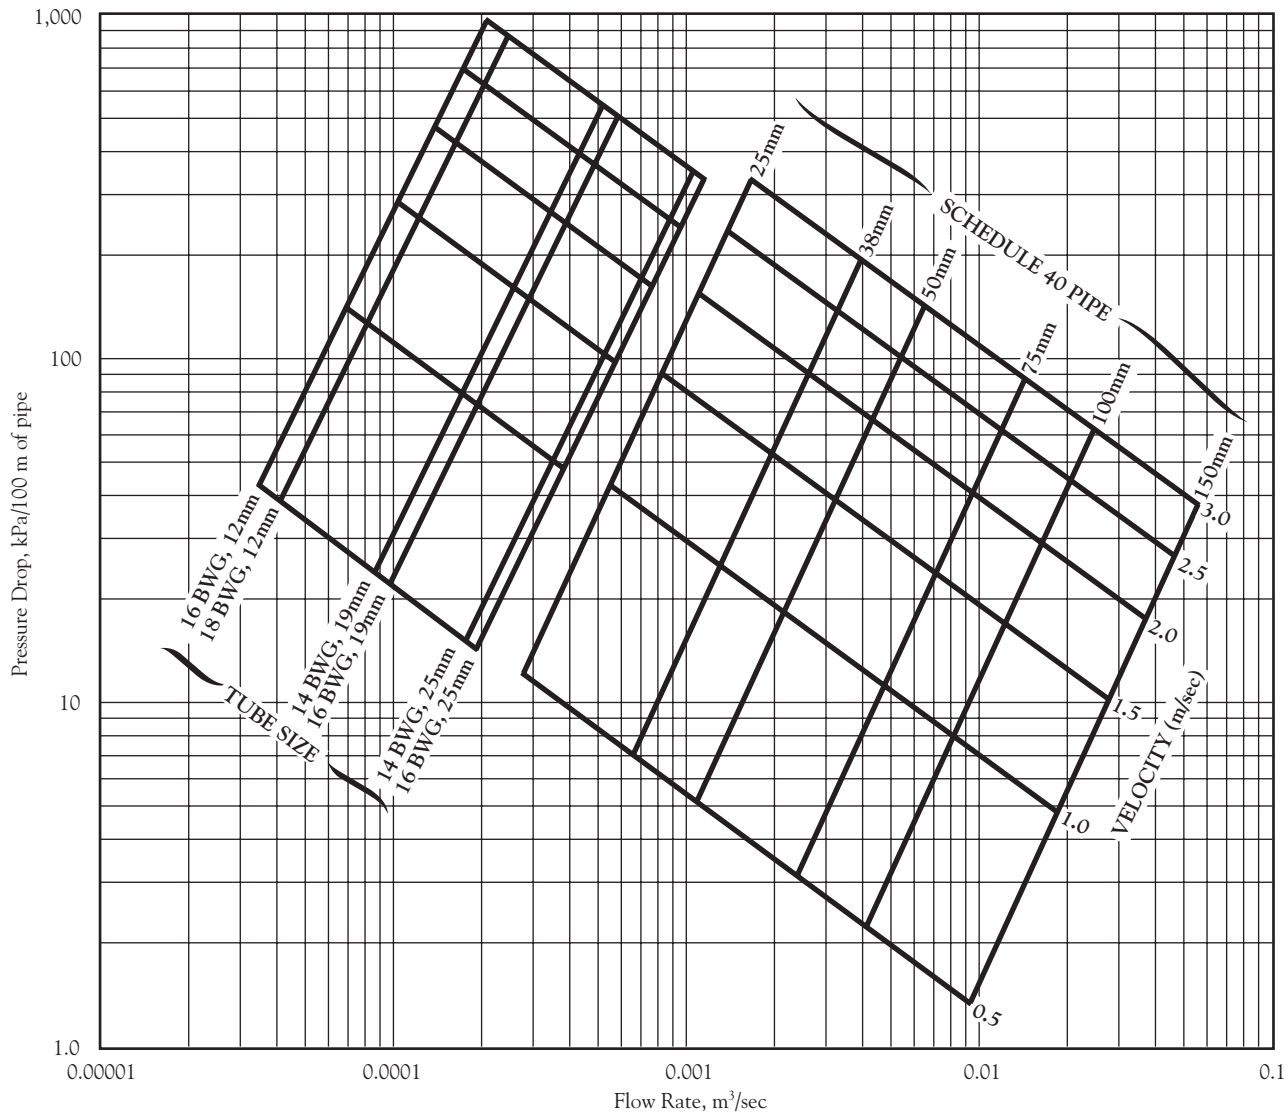 1,000
100
10
1.0
Pressure Drop, kPa/100 m of pipe
0.00001
0.0001
0.001
0.01
0.1
Flow Rate, m³/sec
25mm
38mm
50mm
75mm
100mm
150mm
SCHEDULE 40 PIPE
3.0
2.5
2.0
1.5
1.0
0.5
VELOCITY (m/sec)
16 BWG, 12mm
18 BWG, 12mm
14 BWG, 19mm
16 BWG, 19mm
14 BWG, 25mm
16 BWG, 25mm
TUBE SIZE